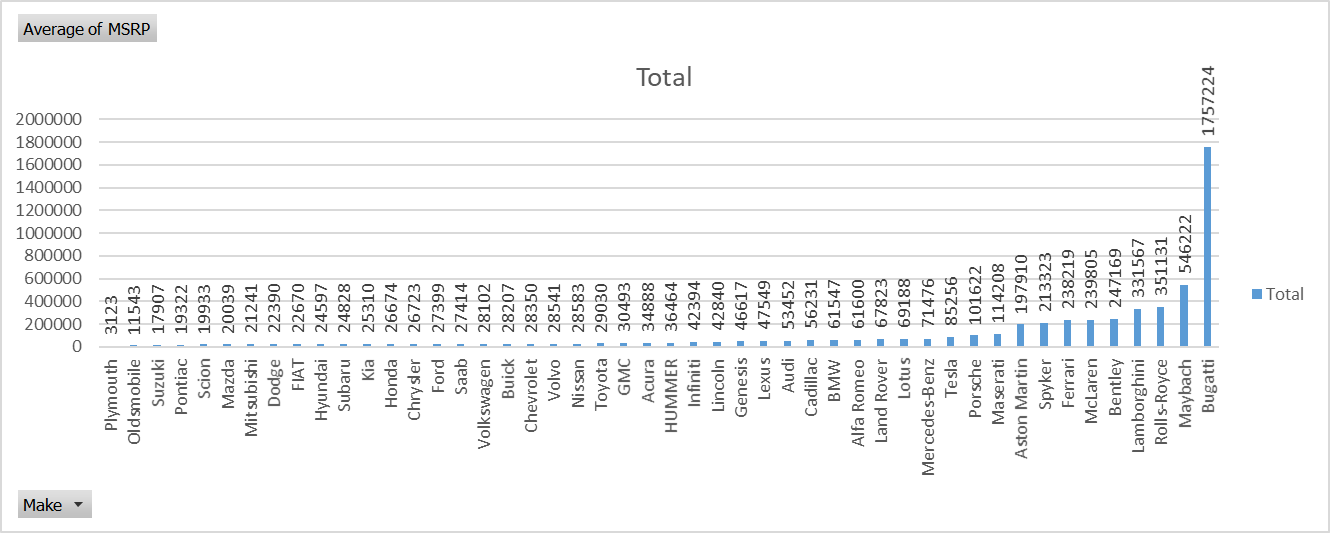 Average of MSRP
Total
2000000
1800000
1600000
1400000
1200000
1000000
800000
600000
400000
200000
0
3123
11543
17907
19322
19933
20039
21241
22390
22670
24597
24828
25310
26674
26723
27399
27414
28102
28207
28350
28541
28583
29030
30493
34888
36464
42394
42840
46617
47549
53452
56231
61547
61600
67823
69188
71476
85256
101622
114208
197910
213323
238219
239805
247169
331567
351131
546222
1757224
Plymouth
Oldsmobile
Suzuki
Pontiac
Scion
Mazda
Mitsubishi
Dodge
FIAT
Hyundai
Subaru
Kia
Honda
Chrysler
Ford
Saab
Volkswagen
Buick
Chevrolet
Volvo
Nissan
Toyota
GMC
Acura
HUMMER
Infiniti
Lincoln
Genesis
Lexus
Audi
Cadillac
BMW
Alfa Romeo
Land Rover
Lotus
Mercedes-Benz
Tesla
Porsche
Maserati
Aston Martin
Spyker
Ferrari
McLaren
Bentley
Lamborghini
Rolls-Royce
Maybach
Bugatti
Total
Make